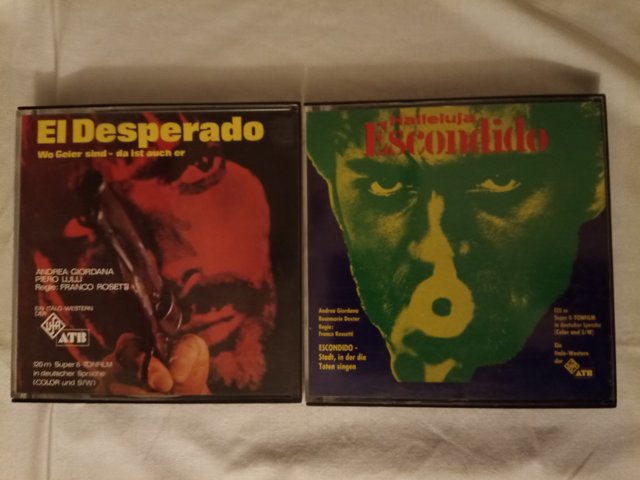 El Desperado
Wo Geier sind - da ist auch er
ANDREA GIORDANA
PIERO LULLI
Regie: FRANCO ROSETTI
EIN ITALO-WESTERN
DER
UFA
ATB
120m Super 8-TONFILM
in deutscher Sprache
(COLOR und S/W)
Halleluja
Escondido
Andrea Giordana
Rosemarie Dexter
Regie:
Franco Rossetti
ESCONDIDO -
Stadt, in der die
Toten singen
120 m
Super 8-TONFILM
in deutscher Sprache
(Color und S/W)
Ein
Italo-Western
der
UFA
ATB